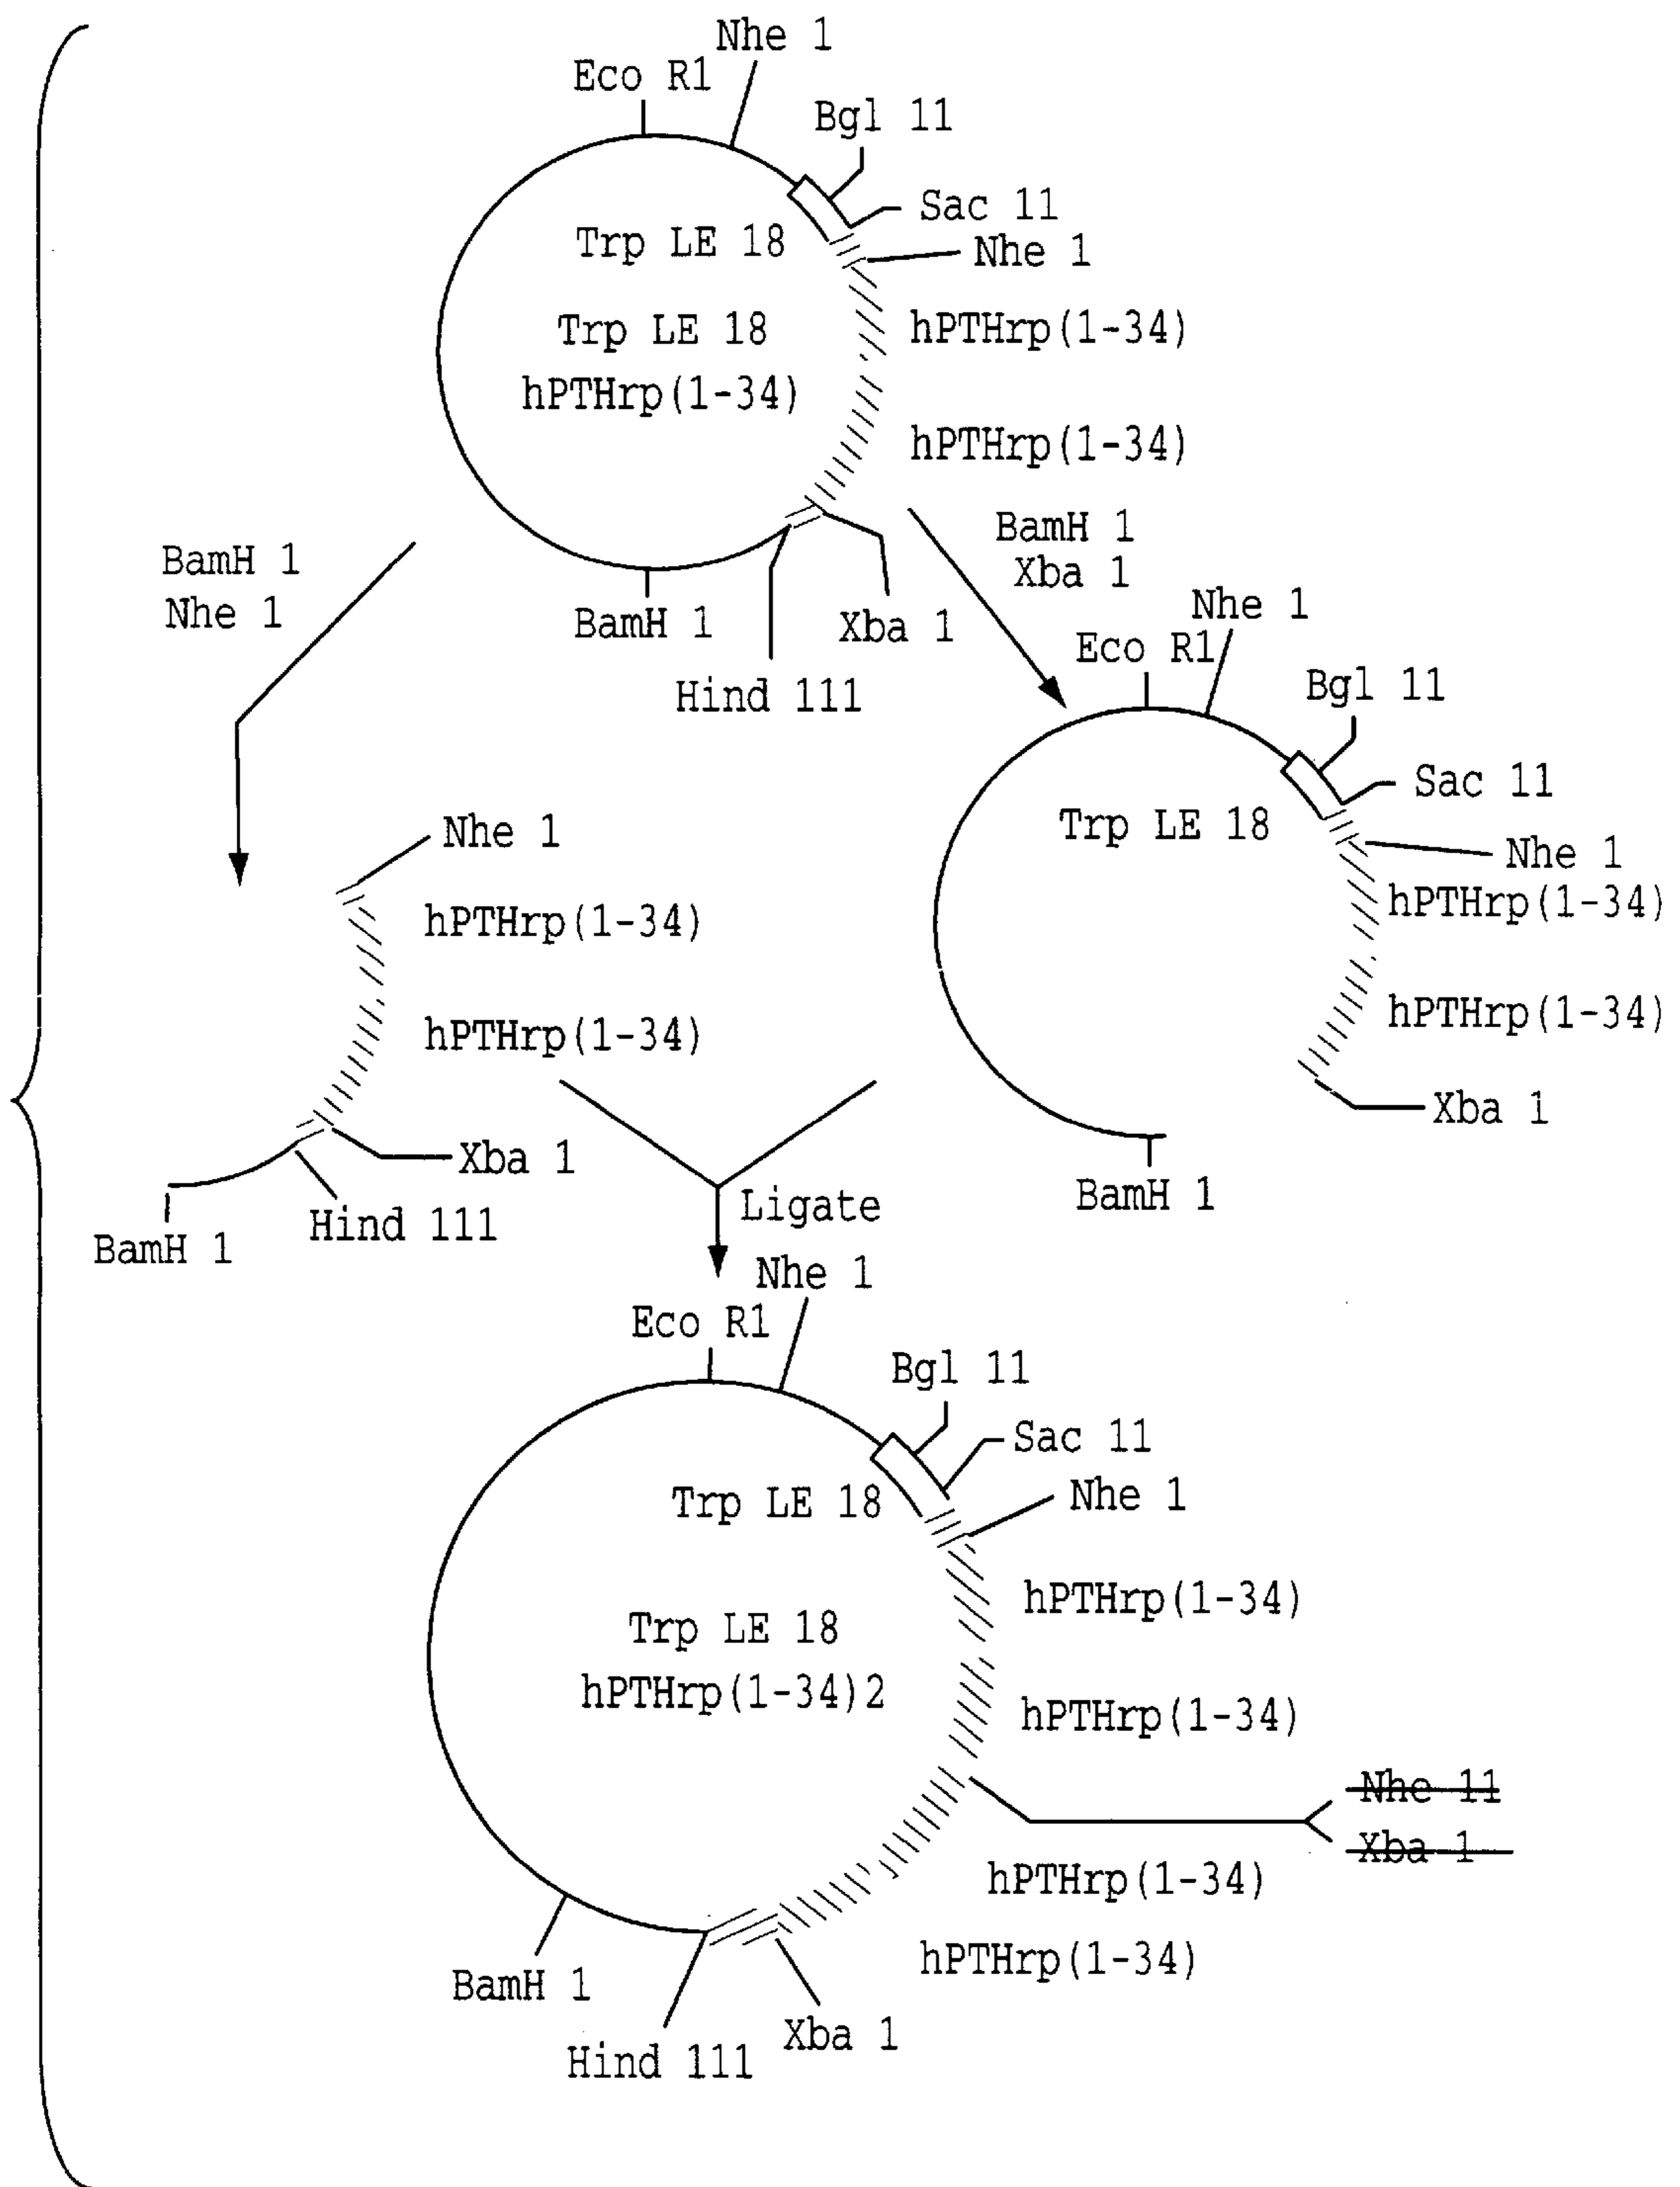 Nhe 1
Eco R1
Bgl 11
Sac 11
Trp LE 18
Nhe 1
Trp LE 18
hPTHrp(1-34)
hPTHrp(1-34)
hPTHrp(1-34)
BamH 1
Xba 1
BamH 1
Nhe 1
BamH 1
Xba 1
Hind 111
Nhe 1
Eco R1
Bgl 11
Sac 11
Trp LE 18
Nhe 1
hPTHrp(1-34)
hPTHrp(1-34)
Xba 1
BamH 1
Nhe 1
hPTHrp(1-34)
hPTHrp(1-34)
Xba 1
Hind 111
BamH 1
Ligate
Nhe 1
Eco R1
Bgl 11
Sac 11
Trp LE 18
Nhe 1
hPTHrp(1-34)
Trp LE 18
hPTHrp(1-34)2
hPTHrp(1-34)
Nhe 11
Xba 1
hPTHrp(1-34)
hPTHrp(1-34)
BamH 1
Xba 1
Hind 111